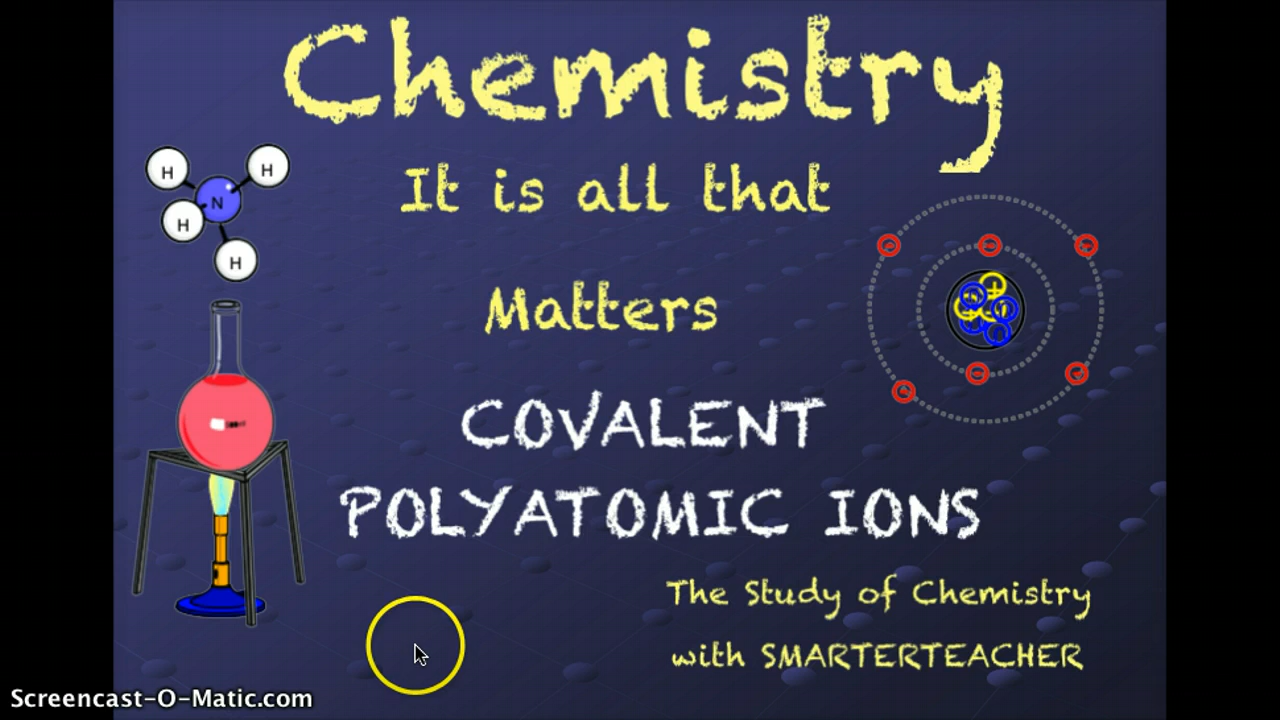 Chemistry
It is all that
Matters
COVALENT
POLYATOMIC IONS
The Study of Chemistry
with SMARTERTEACHER
H
H
N
H
H
Screencast-O-Matic.com